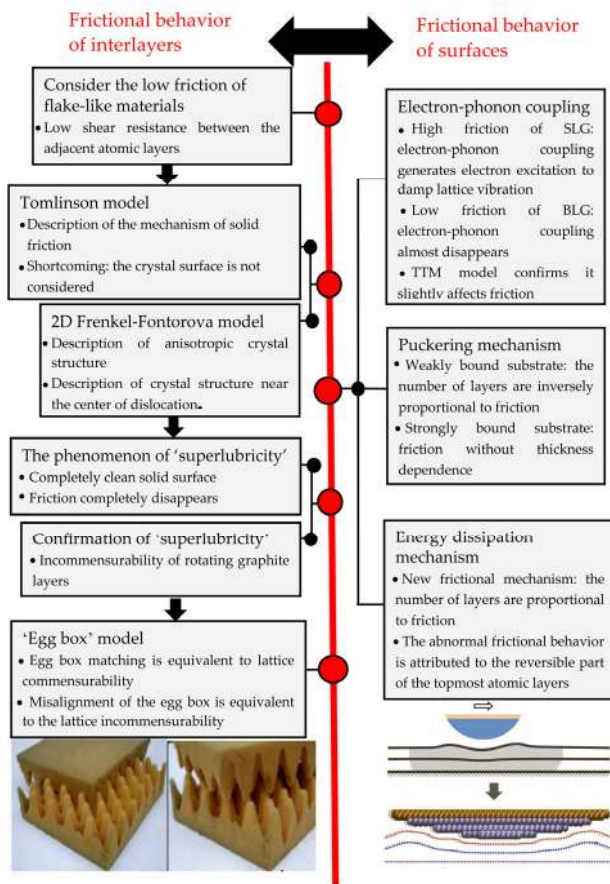 Frictional behavior
of interlayers
Consider the low friction of
flake-like materials
• Low shear resistance between the
adjacent atomic layers
Tomlinson model
• Description of the mechanism of solid
friction
• Shortcoming: the crystal surface is not
considered
2D Frenkel-Fontorova model
• Description of anisotropic crystal
structure
• Description of crystal structure near
the center of dislocation.
The phenomenon of ‘superlubricity’
• Completely clean solid surface
• Friction completely disappears
Confirmation of ‘superlubricity’
• Incommensurability of rotating graphite
layers
‘Egg box’ model
• Egg box matching is equivalent to lattice
commensurability
• Misalignment of the egg box is equivalent
to the lattice incommensurability
Frictional behavior
of surfaces
Electron-phonon coupling
• High friction of SLG:
electron-phonon coupling
generates electron excitation to
damp lattice vibration
• Low friction of BLG:
electron-phonon coupling
almost disappears
• TTM model confirms it
slightly affects friction
Puckering mechanism
• Weakly bound substrate: the
number of layers are inversely
proportional to friction
• Strongly bound substrate:
friction without thickness
dependence
Energy dissipation
mechanism
• New frictional mechanism: the
number of layers are proportional
to friction
• The abnormal frictional behavior
is attributed to the reversible part
of the topmost atomic layers